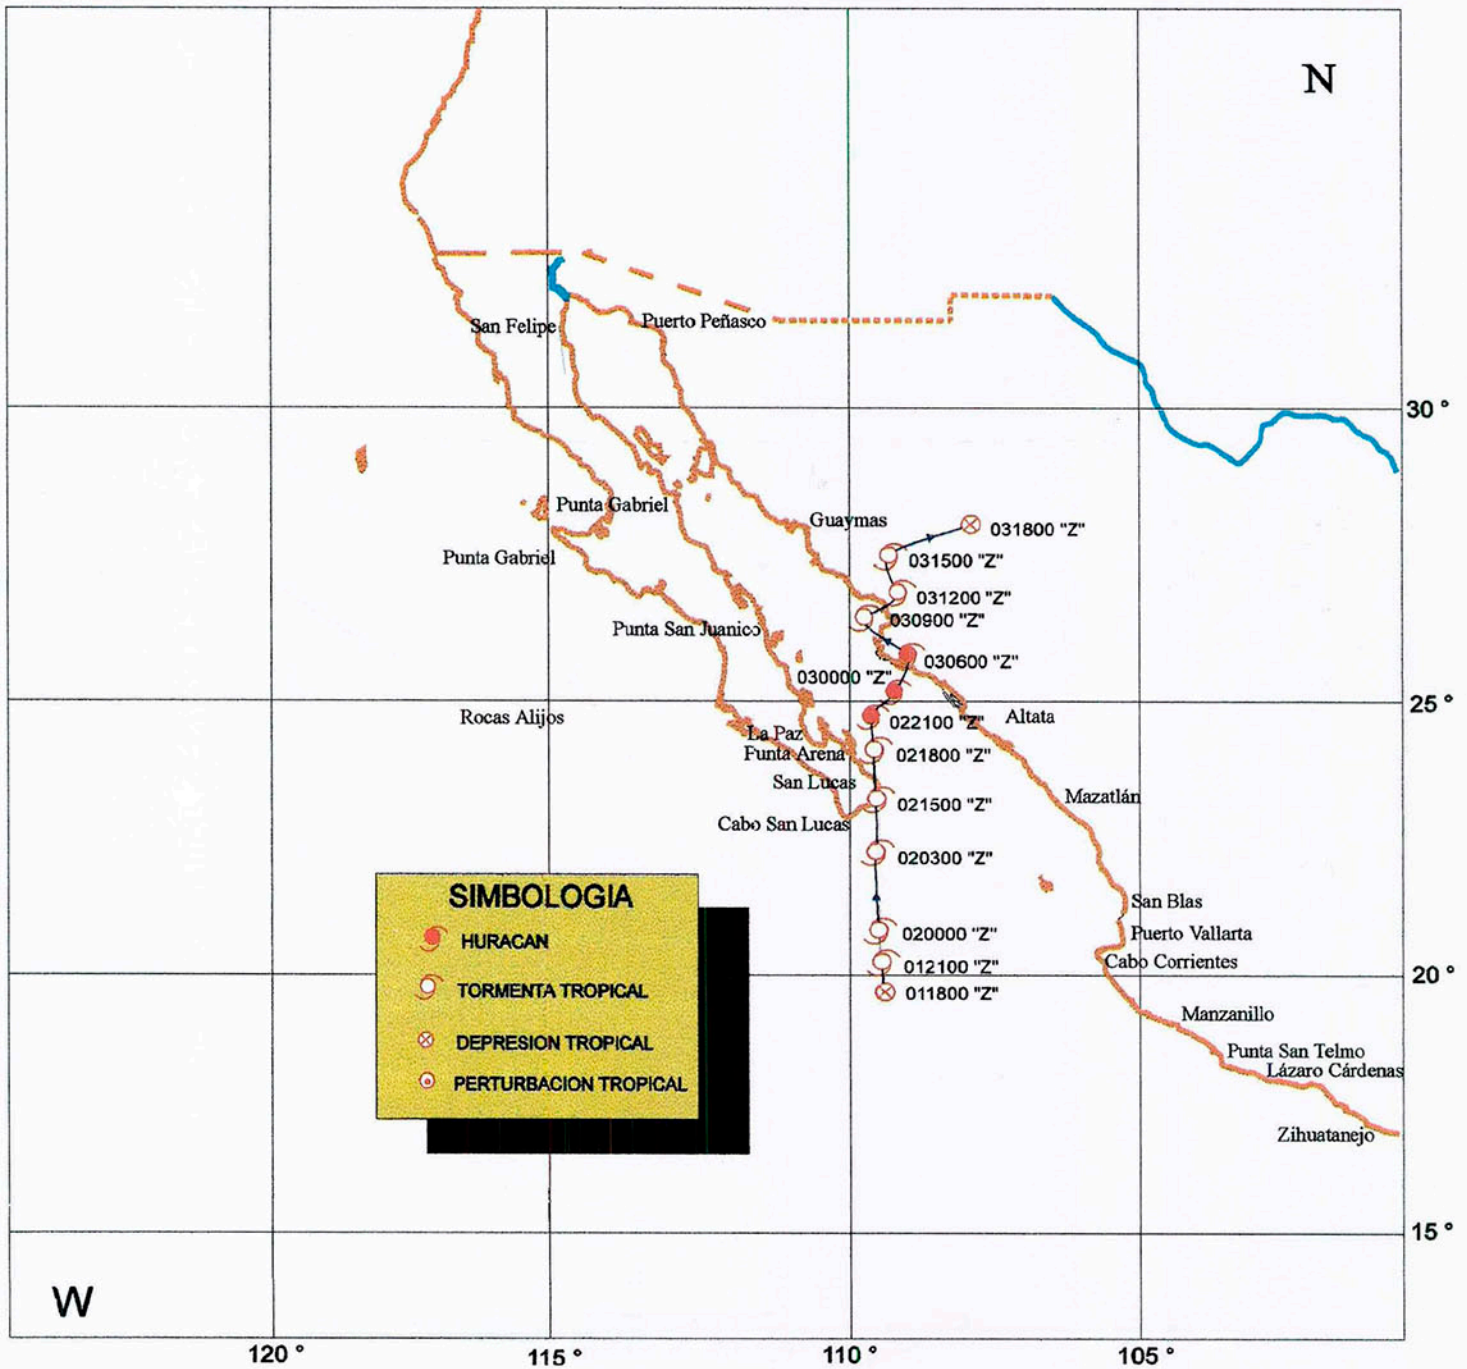 N
San Felipe
Puerto Peñasco
30 °
Punta Gabriel
Guaymas
031800 "Z"
Punta Gabriel
031500 "Z"
031200 "Z"
030900 "Z"
Punta San Juanico
030600 "Z"
030000 "Z"
25 °
Rocas Alijos
022100 "Z"
Altata
La Paz
Funta Arena
021800 "Z"
San Lucas
021500 "Z"
Mazatlán
Cabo San Lucas
020300 "Z"
SIMBOLOGIA
HURACAN
TORMENTA TROPICAL
DEPRESION TROPICAL
PERTURBACION TROPICAL
San Blas
020000 "Z"
Puerto Vallarta
012100 "Z"
Cabo Corrientes
20 °
011800 "Z"
Manzanillo
Punta San Telmo
Lázaro Cárdenas
Zihuatanejo
15 °
W
120 °
115 °
110 °
105 °